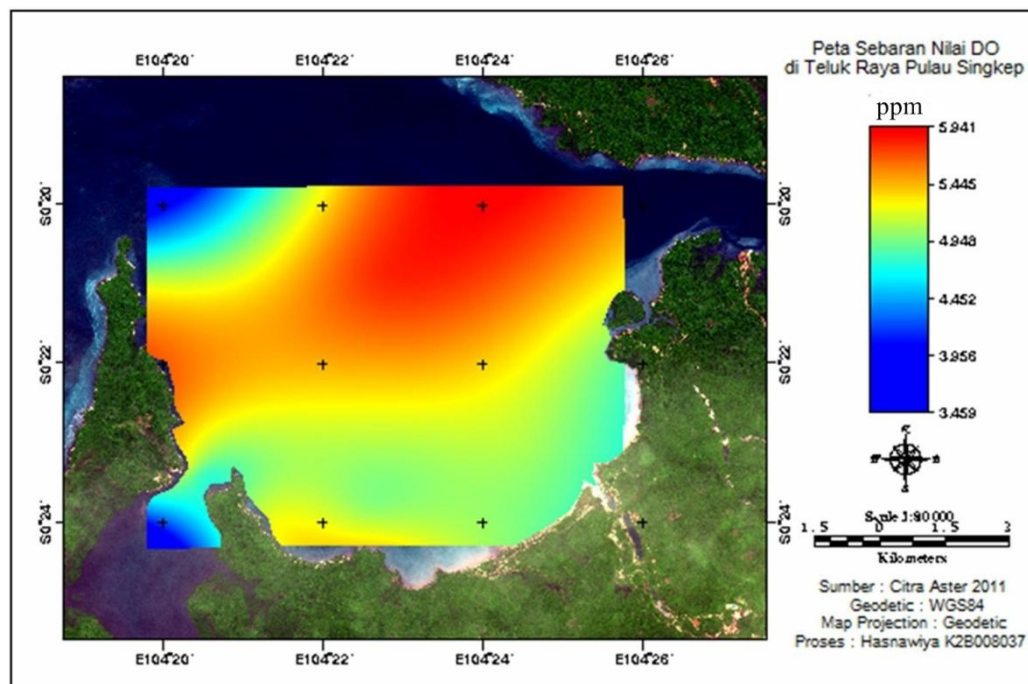 Peta Sebaran Nilai DO
di Teluk Raya Pulau Singkep
E104°20' E104°22' E104°24' E104°26'
S0°20' S0°20'
S0°22' S0°22'
S0°24' S0°24'
E104°20' E104°22' E104°24' E104°26'
ppm
5.941
5.445
4.948
4.452
3.956
3.459
Scale 1:80 000
1.5 0 1.5 2
Kilometers
Sumber : Citra Aster 2011
Geodetic : WGS84
Map Projection : Geodetic
Proses : Hasnawiya K2B008037